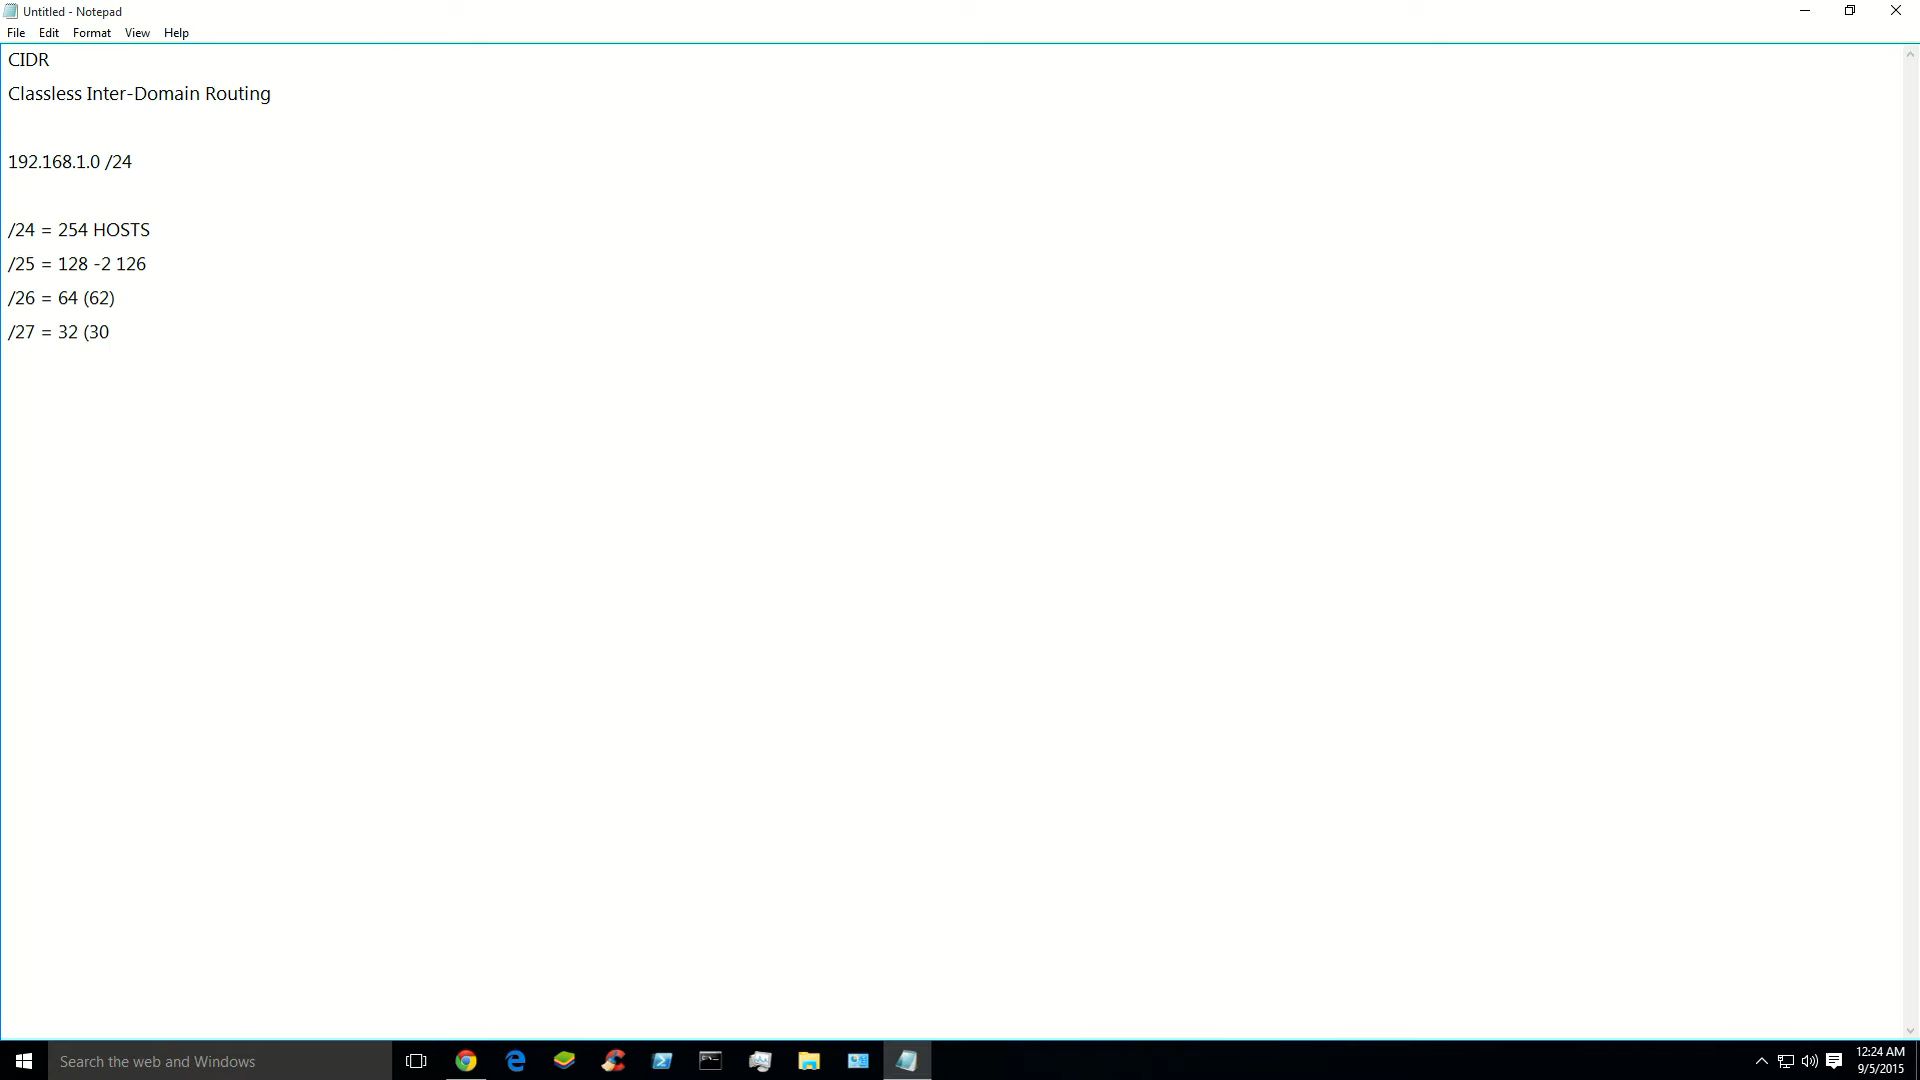 Untitled - Notepad
File Edit Format View Help
CIDR
Classless Inter-Domain Routing
192.168.1.0 /24
/24 = 254 HOSTS
/25 = 128 -2 126
/26 = 64 (62)
/27 = 32 (30
Search the web and Windows
12:24 AM
9/5/2015